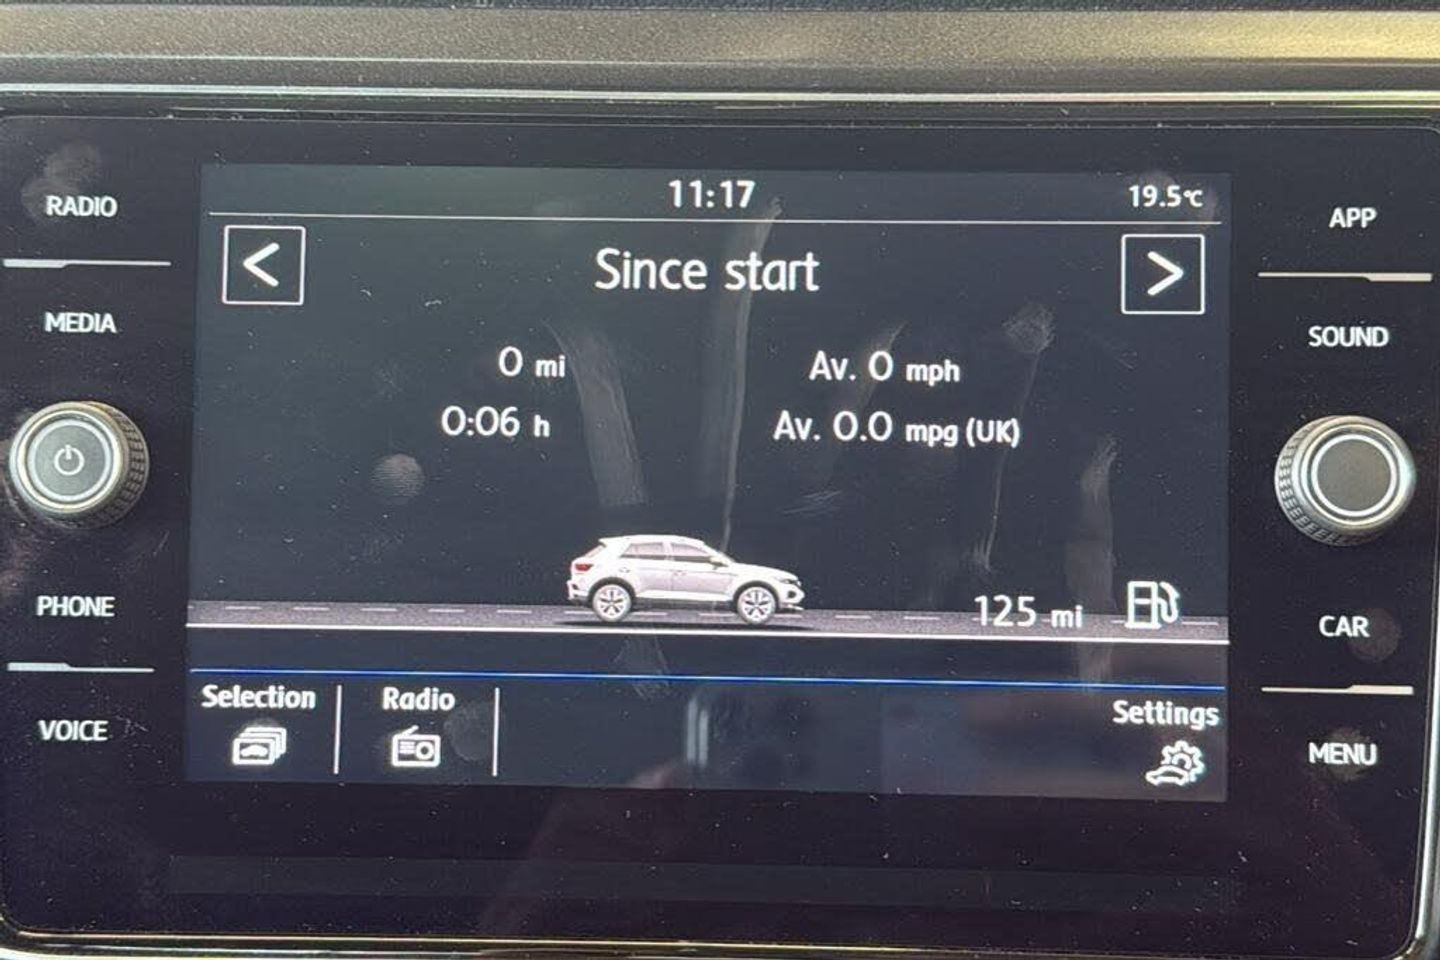 11:17
19.5°C
RADIO
APP
< Since start >
MEDIA
SOUND
0 mi
Av. 0 mph
0:06 h
Av. 0.0 mpg (UK)
PHONE
125 mi
CAR
VOICE
Selection
Radio
Settings
MENU